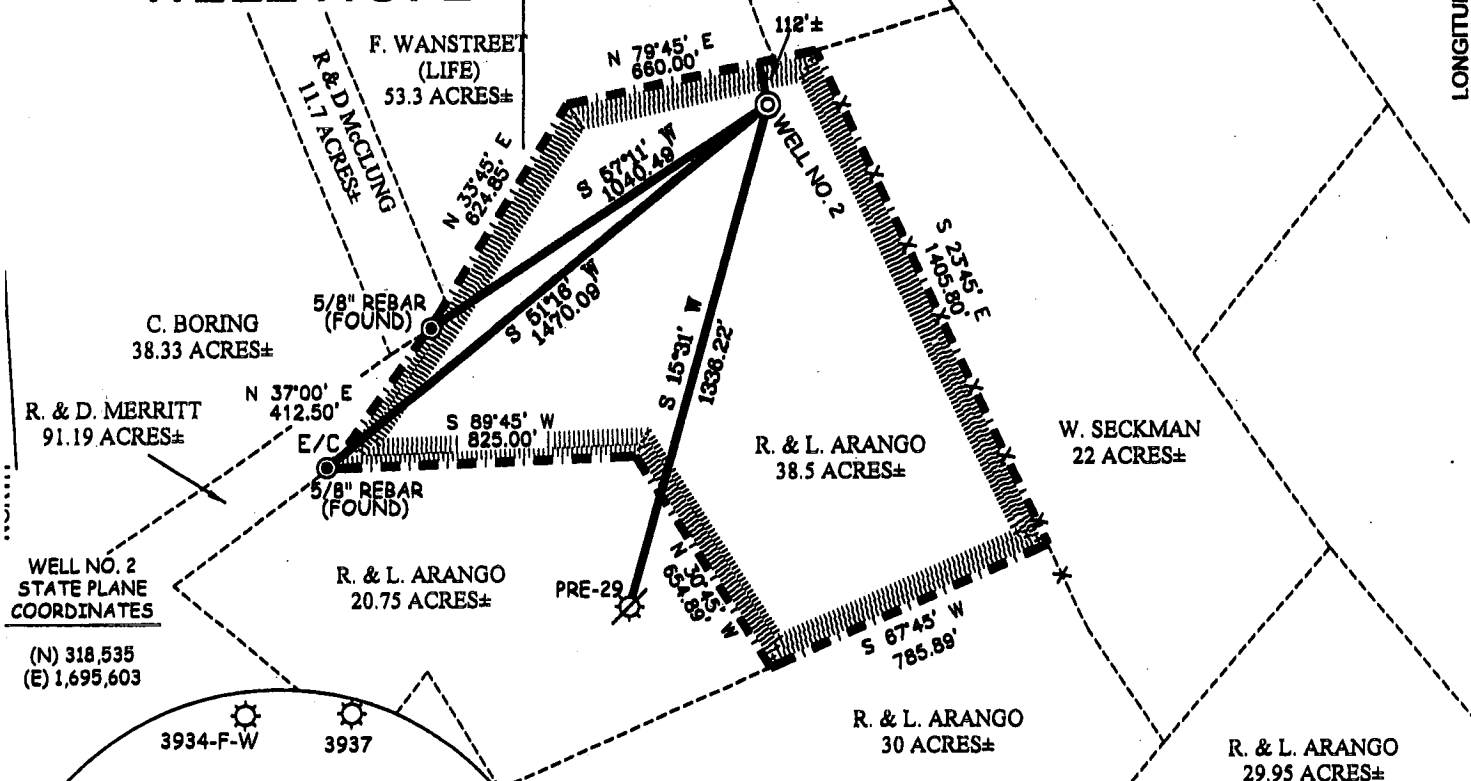 112'±
LONGITU
F. WANSTREET
(LIFE)
53.3 ACRES±
N 79°45' E
660.00'
R & D McCLUNG
11.7 ACRES±
WELL NO. 2
N 33°45' E
624.85'
S 57°11' W
1040.49'
S 23°45' E
1405.80'
5/8" REBAR
(FOUND)
S 51°16' W
1470.09'
C. BORING
38.33 ACRES±
S 15°31' W
1336.22'
N 37°00' E
412.50'
R. & D. MERRITT
91.19 ACRES±
E/C
S 89°45' W
825.00'
R. & L. ARANGO
38.5 ACRES±
W. SECKMAN
22 ACRES±
5/8" REBAR
(FOUND)
WELL NO. 2
STATE PLANE
COORDINATES
(N) 318,535
(E) 1,695,603
R. & L. ARANGO
20.75 ACRES±
PRE-29
N 30°45' W
654.89'
S 67°45' W
785.89'
3934-F-W
3937
R. & L. ARANGO
30 ACRES±
R. & L. ARANGO
29.95 ACRES±